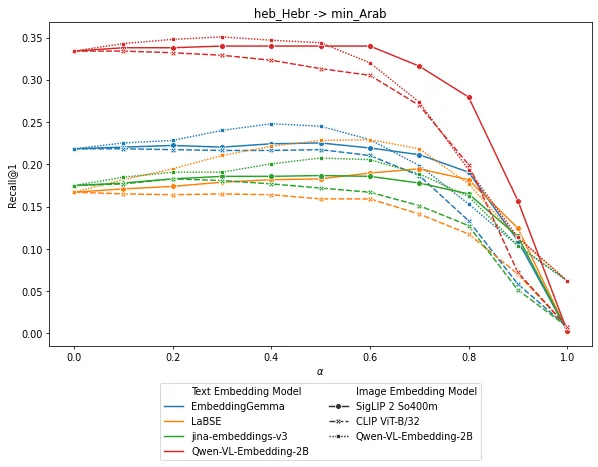 heb_Hebr -> min_Arab
Recall@1
0.35
0.30
0.25
0.20
0.15
0.10
0.05
0.00
0.0 0.2 0.4 0.6 0.8 1.0
α
Text Embedding Model Image Embedding Model
EmbeddingGemma SigLIP 2 So400m
LaBSE CLIP ViT-B/32
jina-embeddings-v3 Qwen-VL-Embedding-2B
Qwen-VL-Embedding-2B